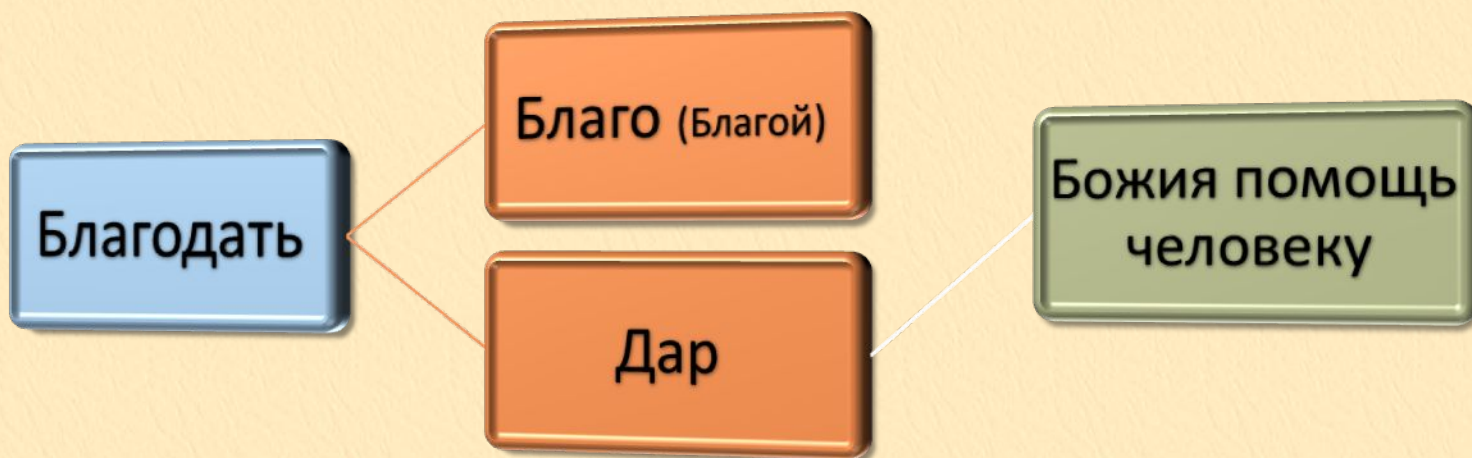 Благодать
Благо (Благой)
Дар
Божия помощь
человеку